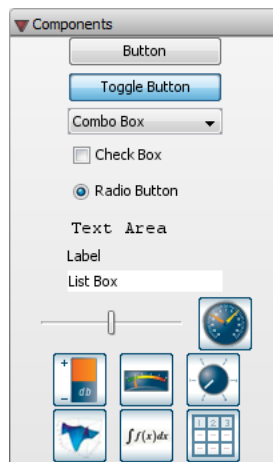 Components
Button
Toggle Button
Combo Box
Check Box
Radio Button
Text Area
Label
List Box
+
− db
∫∫f(x)dx
1 2 3